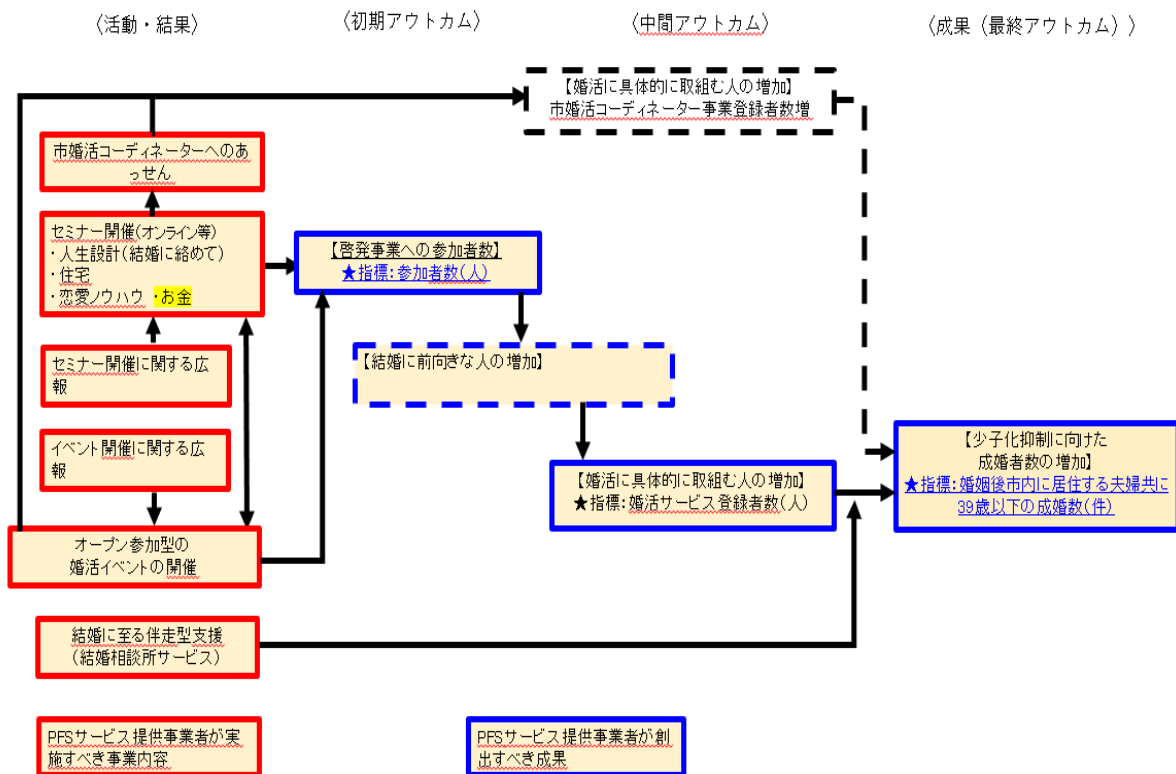 〈活動・結果〉
〈初期アウトカム〉
〈中間アウトカム〉
〈成果（最終アウトカム）〉
【婚活に具体的に取組む人の増加】
市婚活コーディネーター事業登録者数増
市婚活コーディネーターへのあ
っせん
セミナー開催(オンライン等)
・人生設計(結婚に絡めて)
・住宅
・恋愛ノウハウ ・お金
【啓発事業への参加者数】
★指標:参加者数(人)
セミナー開催に関する広
報
【結婚に前向きな人の増加】
イベント開催に関する広
報
【婚活に具体的に取組む人の増加】
★指標:婚活サービス登録者数(人)
【少子化抑制に向けた
成婚者数の増加】
★指標:婚姻後市内に居住する夫婦共に
39歳以下の成婚数(件)
オープン参加型の
婚活イベントの開催
結婚に至る伴走型支援
(結婚相談所サービス)
PFSサービス提供事業者が実
施すべき事業内容
PFSサービス提供事業者が創
出すべき成果